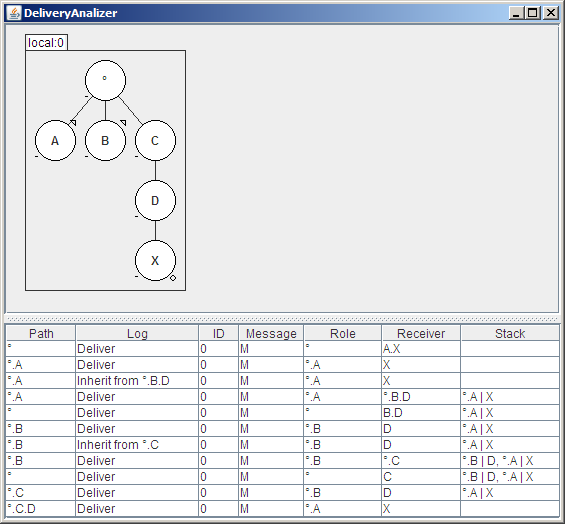 DeliveryAnalizer
local:0
°
A B C
D
X
Path Log ID Message Role Receiver Stack
° Deliver 0 M ° A.X
°.A Deliver 0 M °.A X
°.A Inherit from °.B.D 0 M °.A X
°.A Deliver 0 M °.A °.B.D °.A | X
° Deliver 0 M ° B.D °.A | X
°.B Deliver 0 M °.B D °.A | X
°.B Inherit from °.C 0 M °.B D °.A | X
°.B Deliver 0 M °.B °.C °.B | D, °.A | X
° Deliver 0 M ° C °.B | D, °.A | X
°.C Deliver 0 M °.B D °.A | X
°.C.D Deliver 0 M °.A X